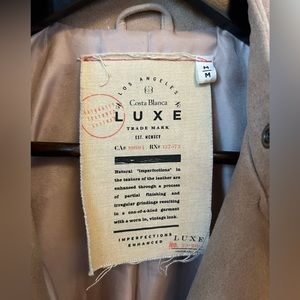 LOS ANGELES
Costa Blanca
LUXE
TRADE MARK
EST. MCMXCV
CA#
RN#
Natural "imperfections" in
the texture of the leather are
enhanced through a process
of partial finishing and
irregular grindings resulting
in a one-of-a-kind garment
with a worn in, vintage look.
IMPERFECTIONS
ENHANCED
LUXE
M
M